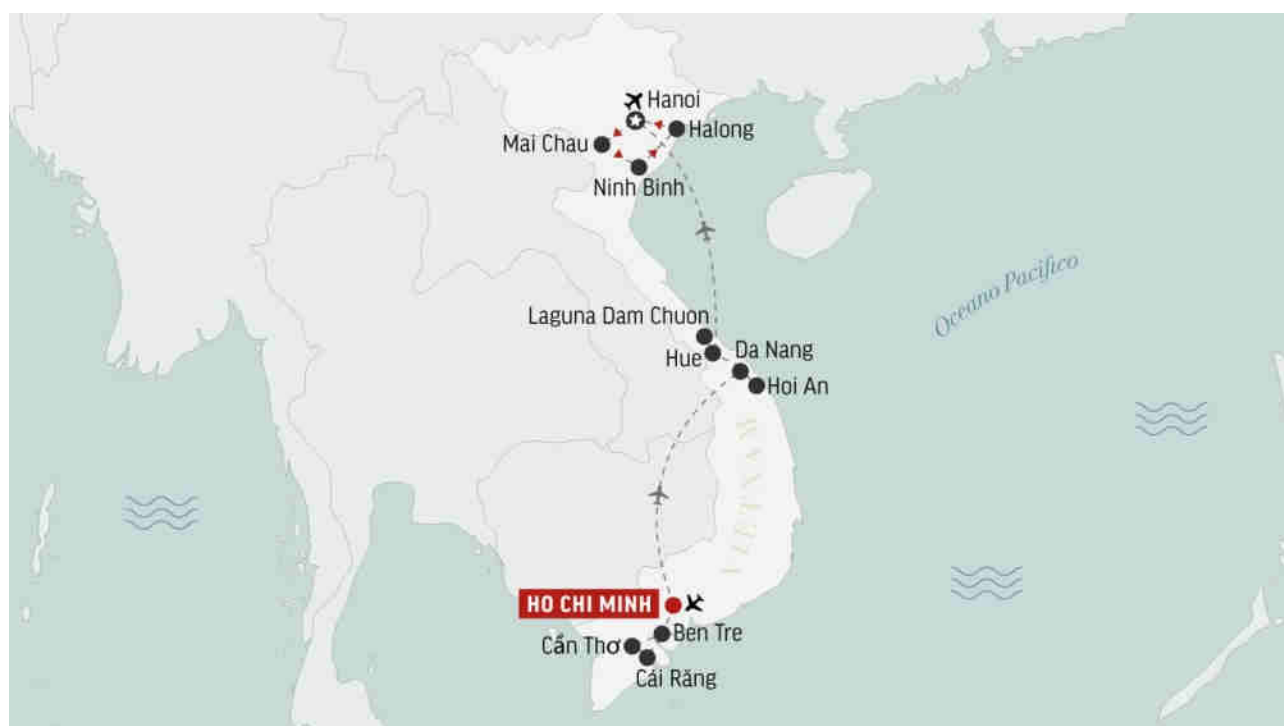 Hanoi
Halong
Mai Chau
Ninh Binh
Oceano Pacifico
Laguna Dam Chuon
Da Nang
Hue
Hoi An
VIETNAM
HO CHI MINH
Ben Tre
Cần Thơ
Cái Răng